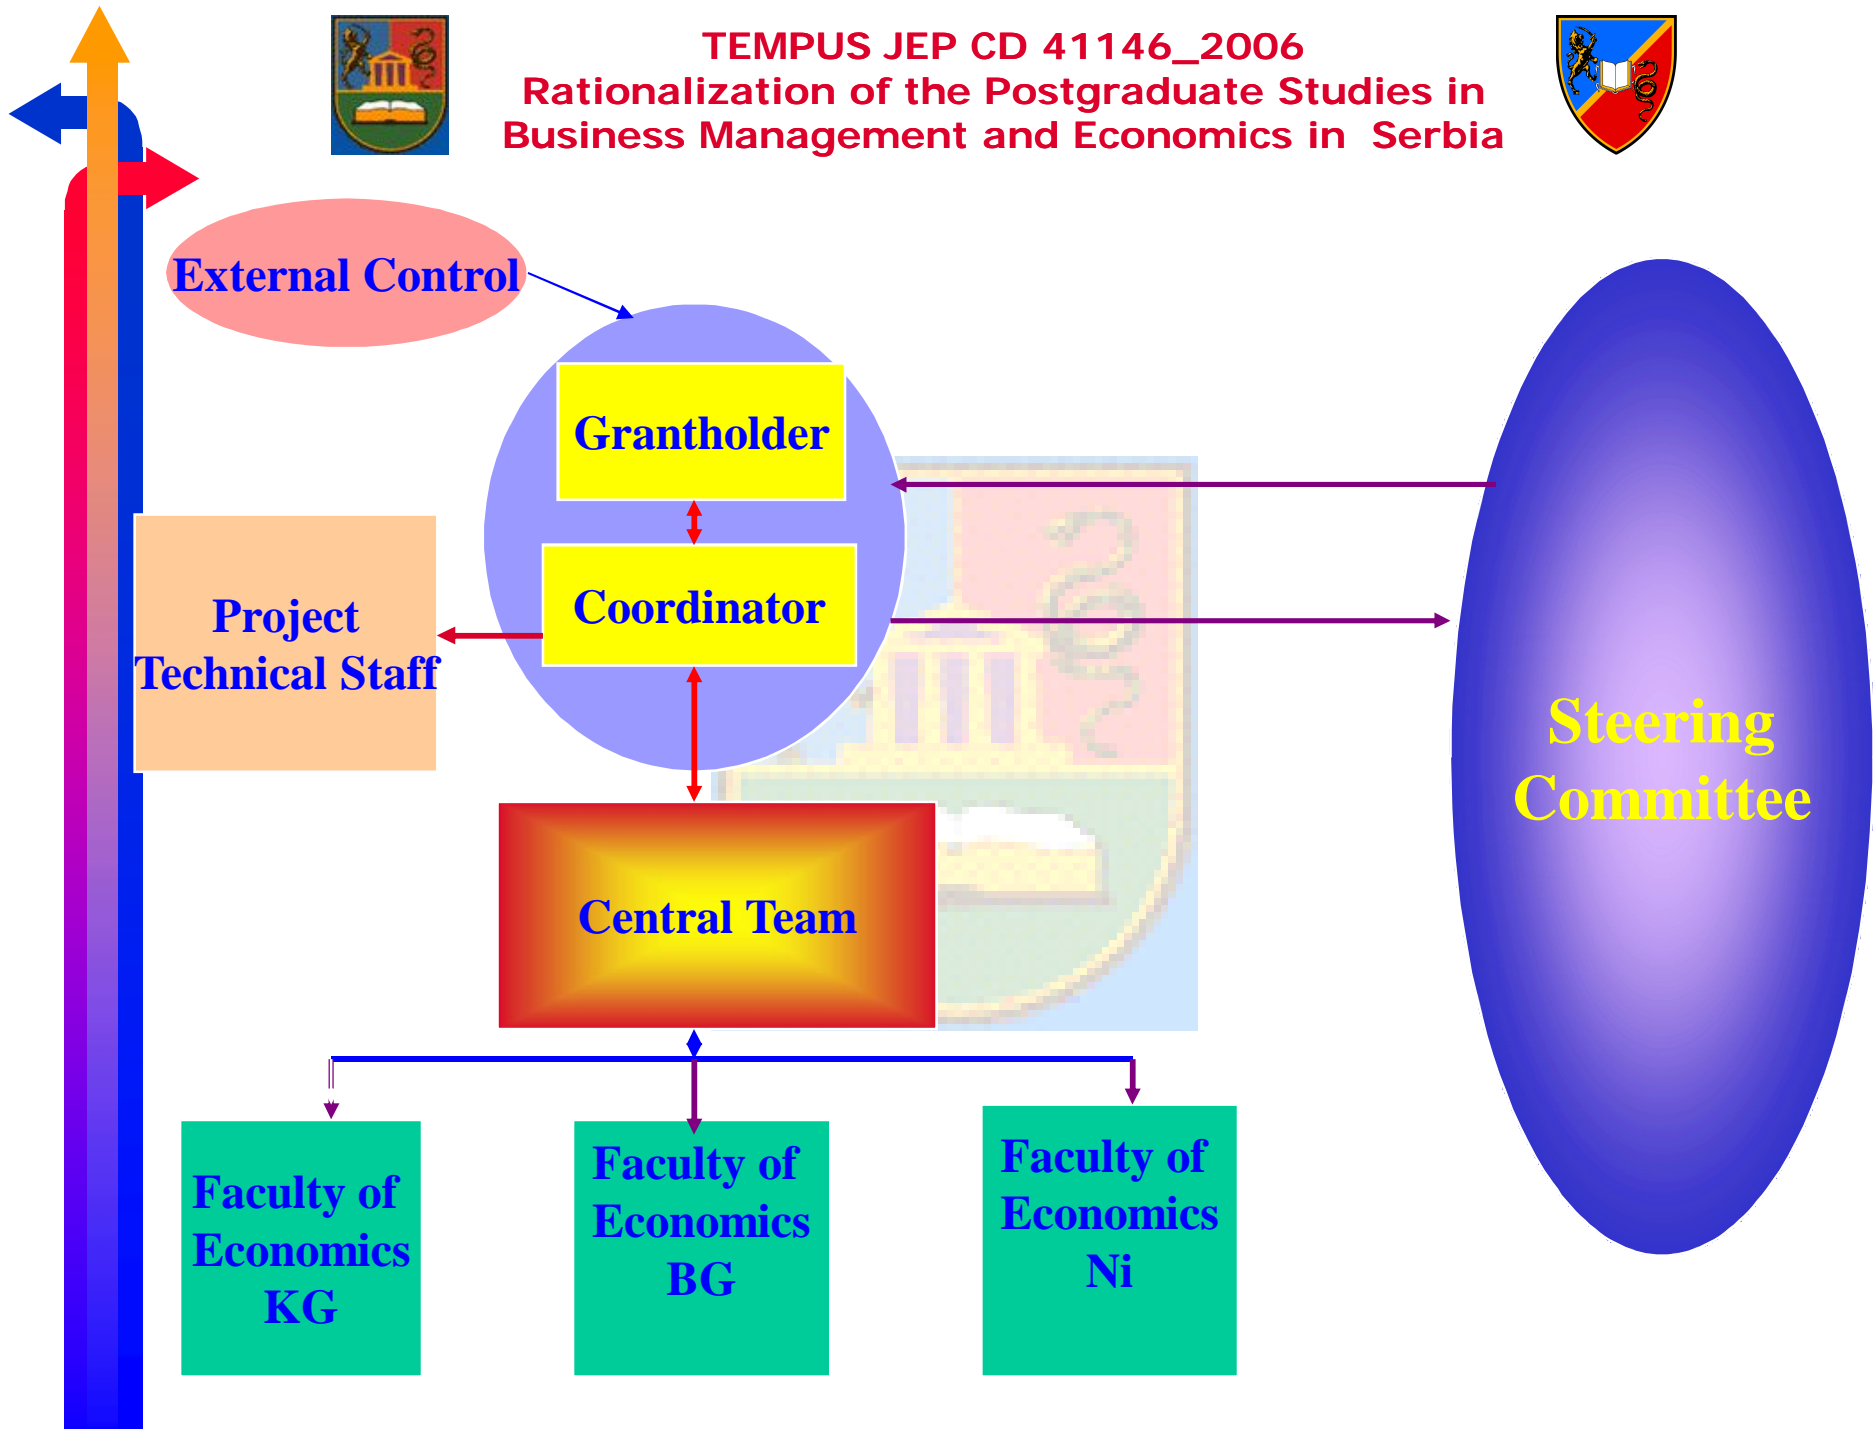 TEMPUS JEP CD 41146_2006
Rationalization of the Postgraduate Studies in
Business Management and Economics in Serbia
External Control
Grantholder
Coordinator
Project
Technical Staff
Steering
Committee
Central Team
Faculty of
Economics
KG
Faculty of
Economics
BG
Faculty of
Economics
Ni